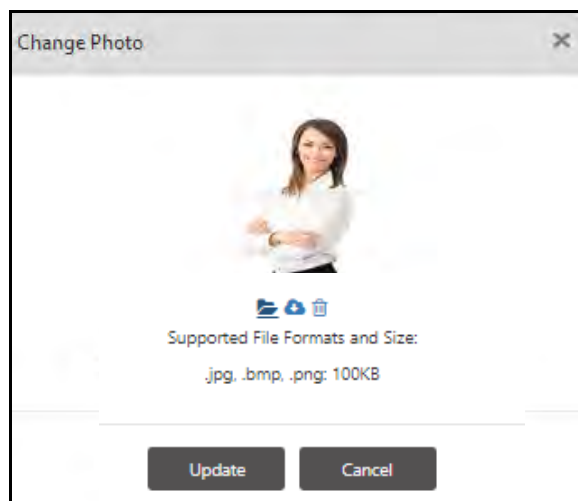 Change Photo
Supported File Formats and Size:
.jpg, .bmp, .png: 100KB
Update Cancel